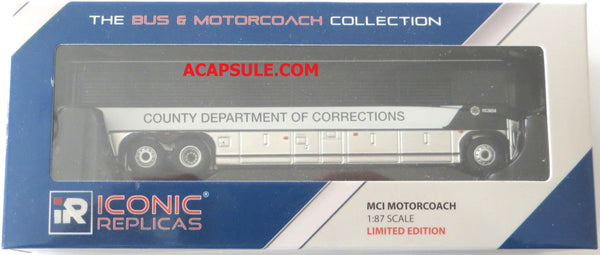 THE BUS & MOTORCOACH COLLECTION
ACAPSULE.COM
COUNTY DEPARTMENT OF CORRECTIONS
iR ICONIC REPLICAS®
MCI MOTORCOACH
1:87 SCALE
LIMITED EDITION